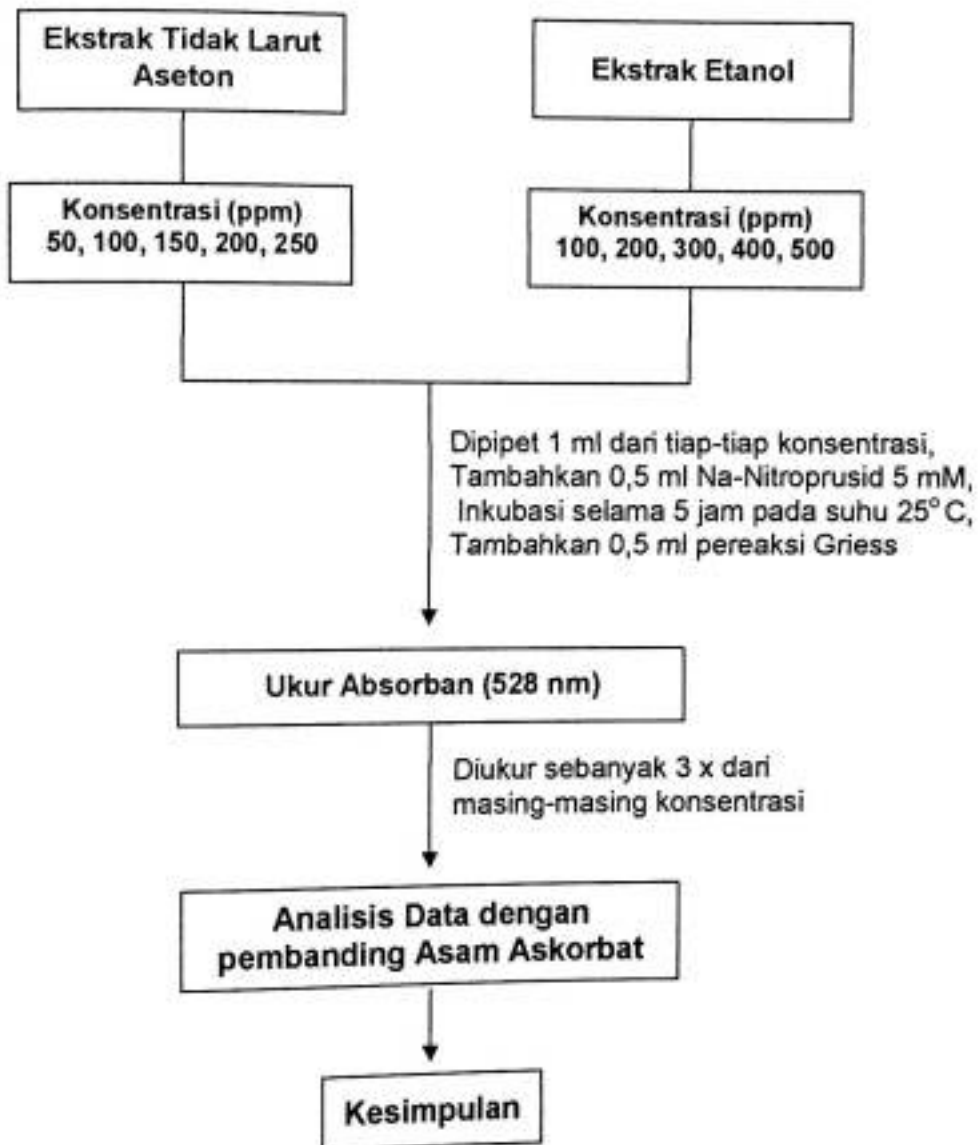 Ekstrak Tidak Larut
Aseton
Ekstrak Etanol
Konsentrasi (ppm)
50, 100, 150, 200, 250
Konsentrasi (ppm)
100, 200, 300, 400, 500
Dipipet 1 ml dari tiap-tiap konsentrasi,
Tambahkan 0,5 ml Na-Nitroprusid 5 mM,
Inkubasi selama 5 jam pada suhu 25° C,
Tambahkan 0,5 ml pereaksi Griess
Ukur Absorban (528 nm)
Diukur sebanyak 3 x dari
masing-masing konsentrasi
Analisis Data dengan
pembanding Asam Askorbat
Kesimpulan